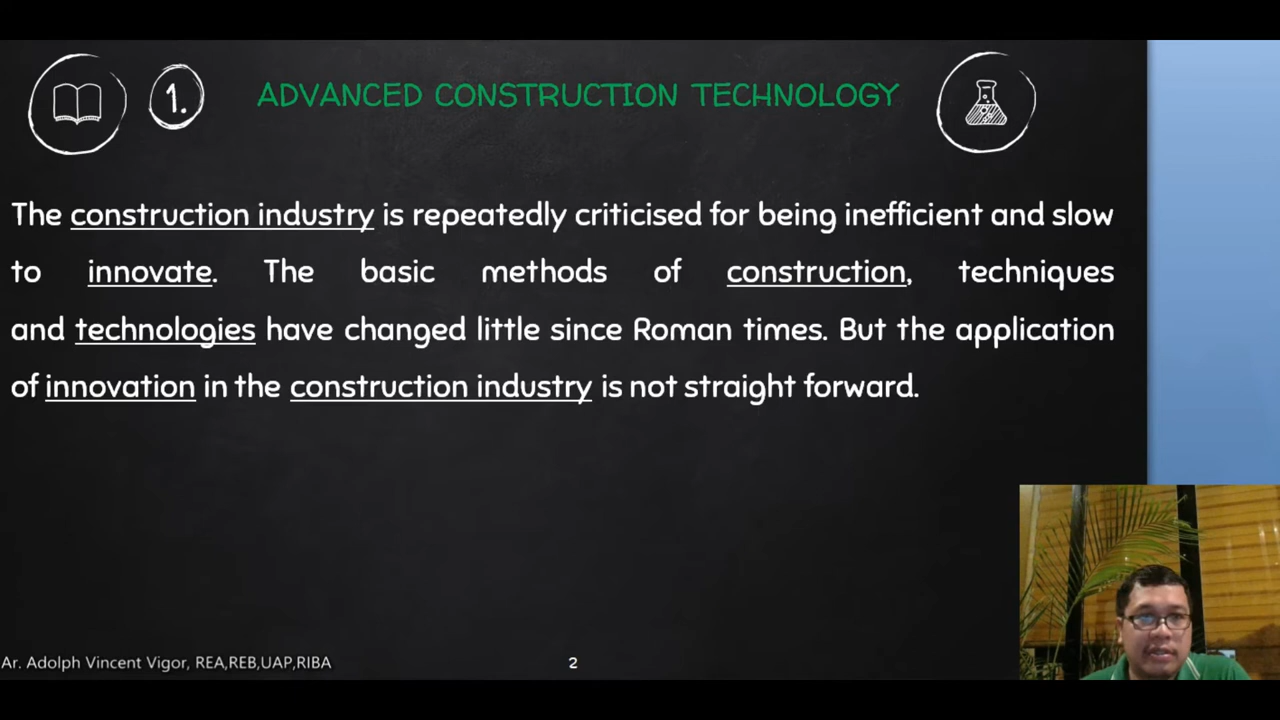 1.
ADVANCED CONSTRUCTION TECHNOLOGY
The construction industry is repeatedly criticised for being inefficient and slow
to innovate. The basic methods of construction, techniques
and technologies have changed little since Roman times. But the application
of innovation in the construction industry is not straight forward.
Ar. Adolph Vincent Vigor, REA,REB,UAP,RIBA
2